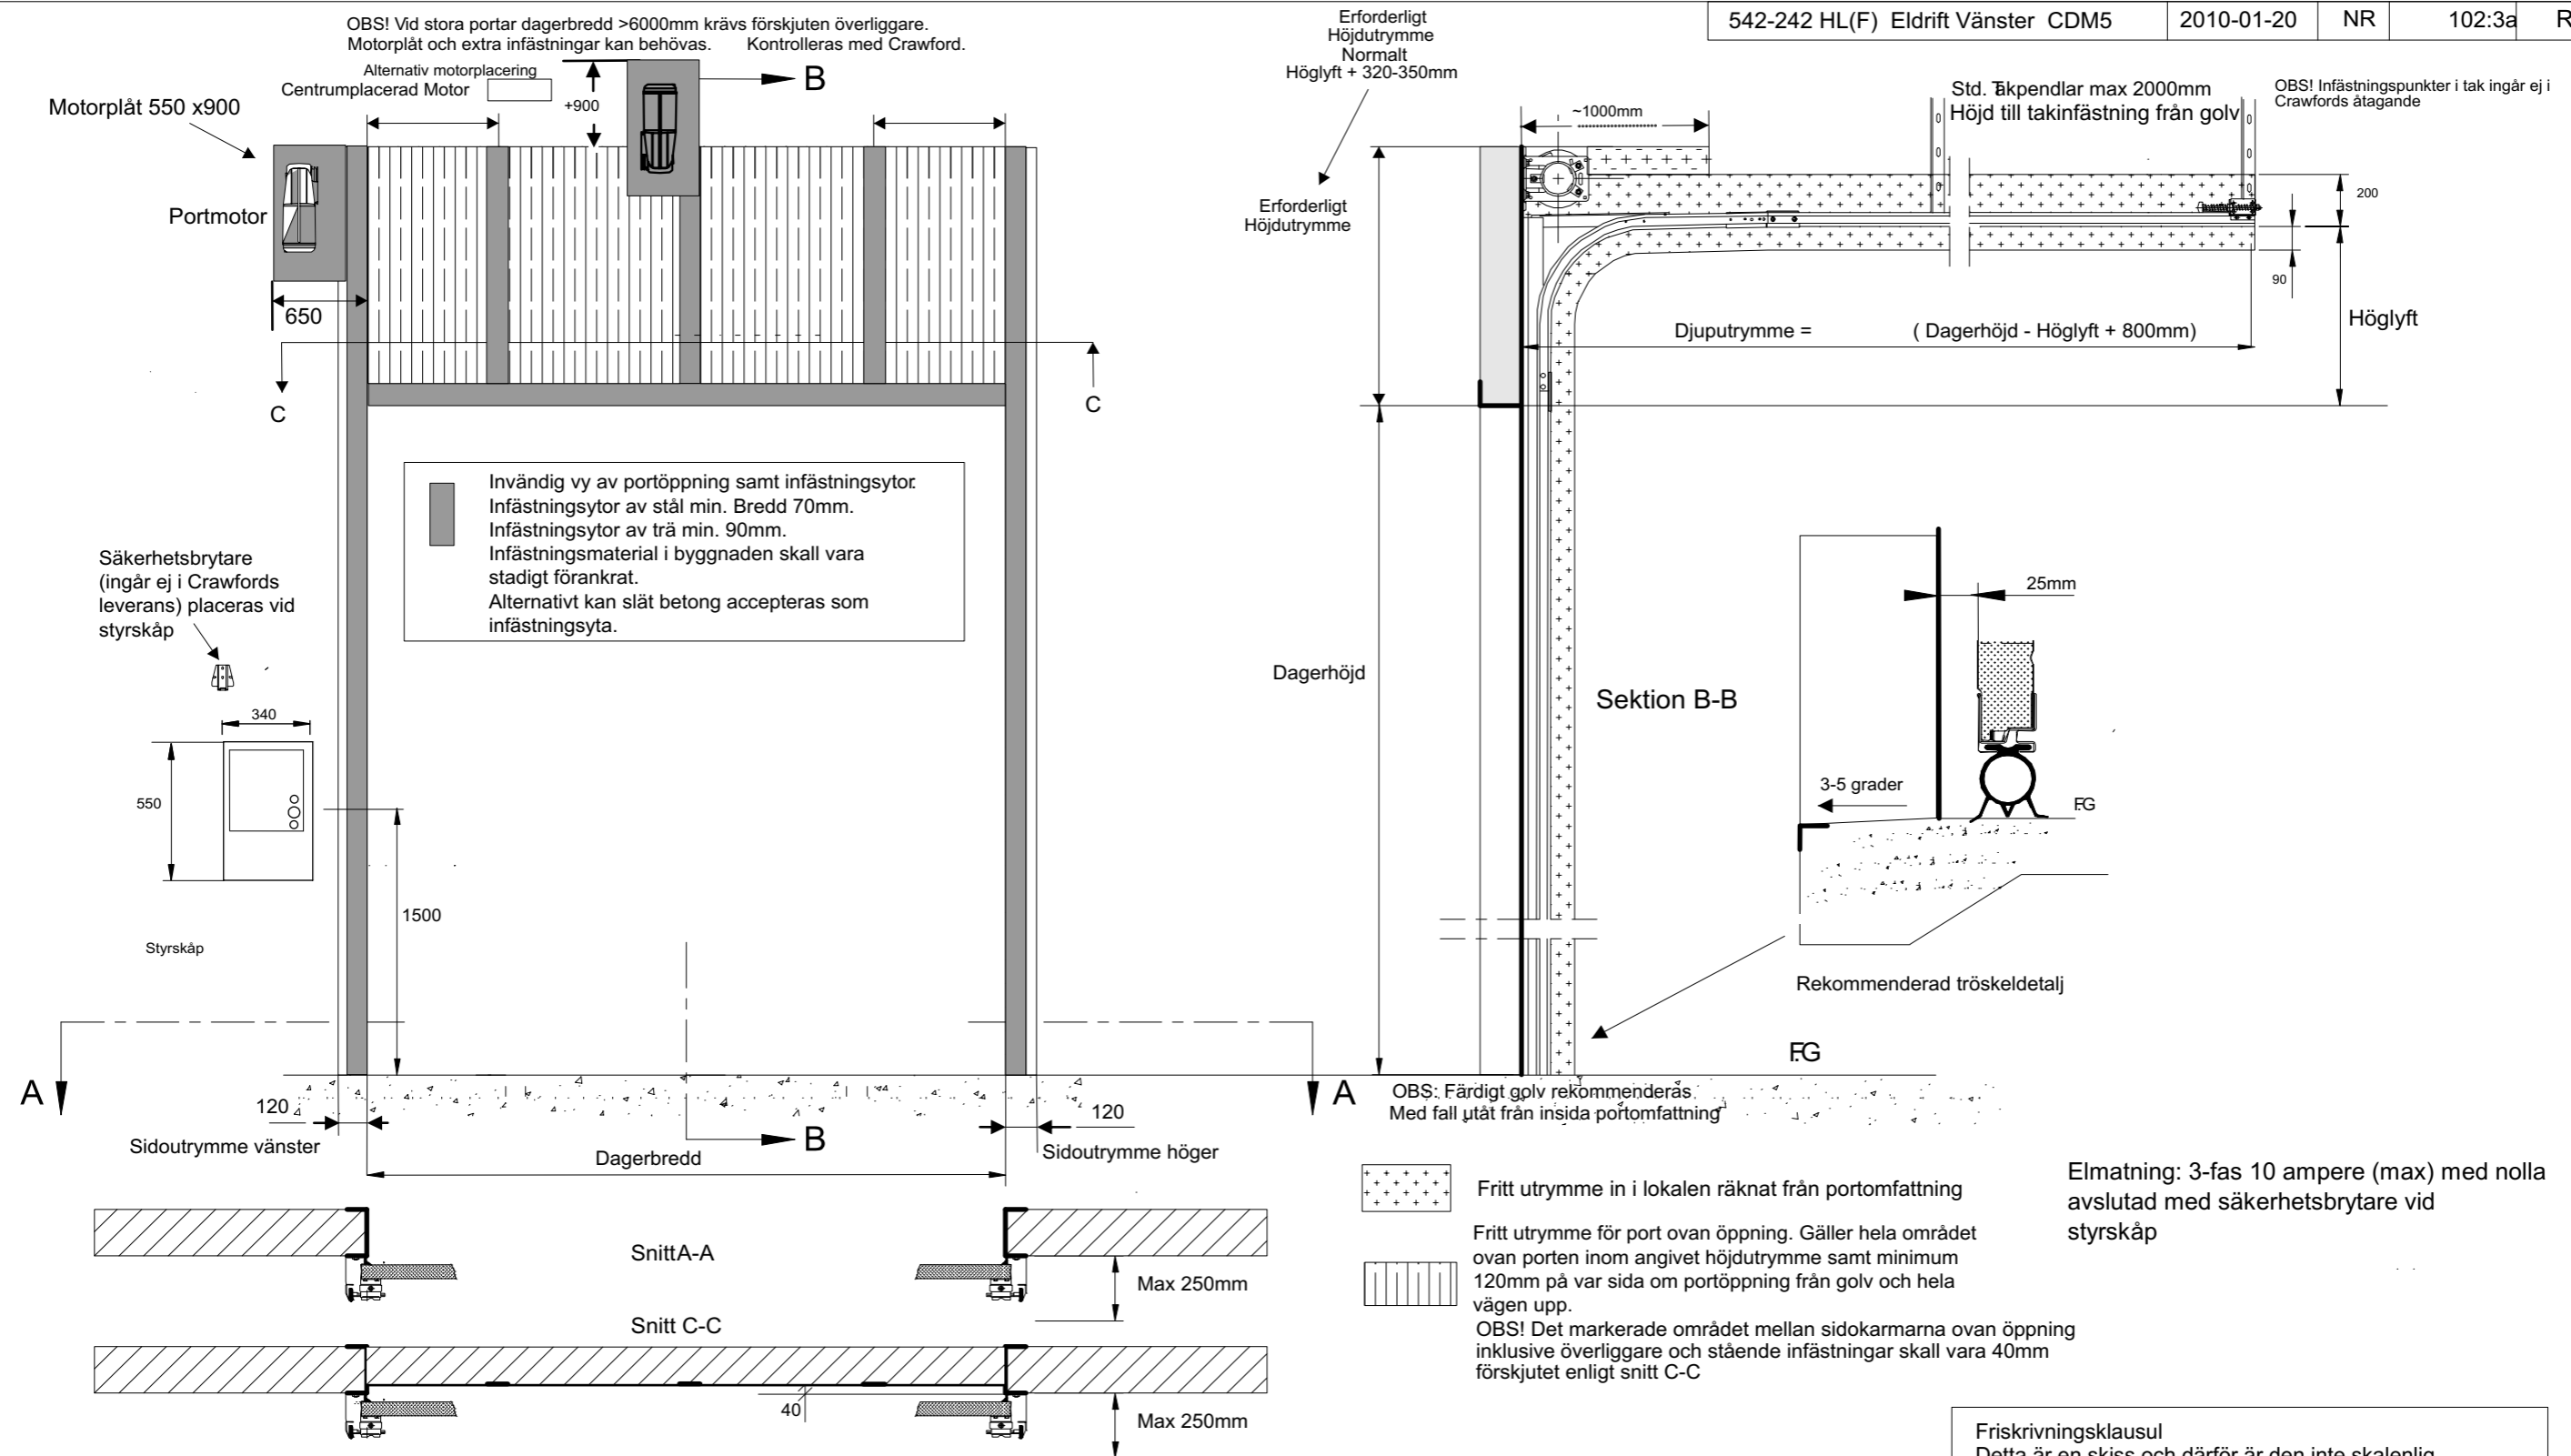 OBS! Vid stora portar dagerbredd >6000mm krävs förskjuten överliggare.
Motorplåt och extra infästningar kan behövas. Kontrolleras med Crawford.
Alternativ motorplacering
Centrumplacerad Motor
+900
B
Motorplåt 550 x900
Portmotor
650
C
C
Invändig vy av portöppning samt infästningsytor.
Infästningsytor av stål min. Bredd 70mm.
Infästningsytor av trä min. 90mm.
Infästningsmaterial i byggnaden skall vara
stadigt förankrat.
Alternativt kan slät betong accepteras som
infästningsyta.
Säkerhetsbrytare
(ingår ej i Crawfords
leverans) placeras vid
styrskåp
340
550
1500
Styrskåp
A
A
120
120
Sidoutrymme vänster
B
Sidoutrymme höger
Dagerbredd
SnittA-A
Max 250mm
Snitt C-C
40
Max 250mm
542-242 HL(F) Eldrift Vänster CDM5
2010-01-20
NR
102:3a
R
Erforderligt
Höjdutrymme
Normalt
Höglyft + 320-350mm
~1000mm
Std. Takpendlar max 2000mm
Höjd till takinfästning från golv
OBS! Infästningspunkter i tak ingår ej i
Crawfords åtagande
Erforderligt
Höjdutrymme
200
90
Djuputrymme = ( Dagerhöjd - Höglyft + 800mm)
Höglyft
Dagerhöjd
Sektion B-B
25mm
3-5 grader
FG
Rekommenderad tröskeldetalj
FG
OBS: Färdigt golv rekommenderas
Med fall utåt från insida portomfattning
Fritt utrymme in i lokalen räknat från portomfattning
Fritt utrymme för port ovan öppning. Gäller hela området
ovan porten inom angivet höjdutrymme samt minimum
120mm på var sida om portöppning från golv och hela
vägen upp.
OBS! Det markerade området mellan sidokarmarna ovan öppning
inklusive överliggare och stående infästningar skall vara 40mm
förskjutet enligt snitt C-C
Elmatning: 3-fas 10 ampere (max) med nolla
avslutad med säkerhetsbrytare vid
styrskåp
Friskrivningsklausul
Detta är en skiss och därför är den inte skalenlig